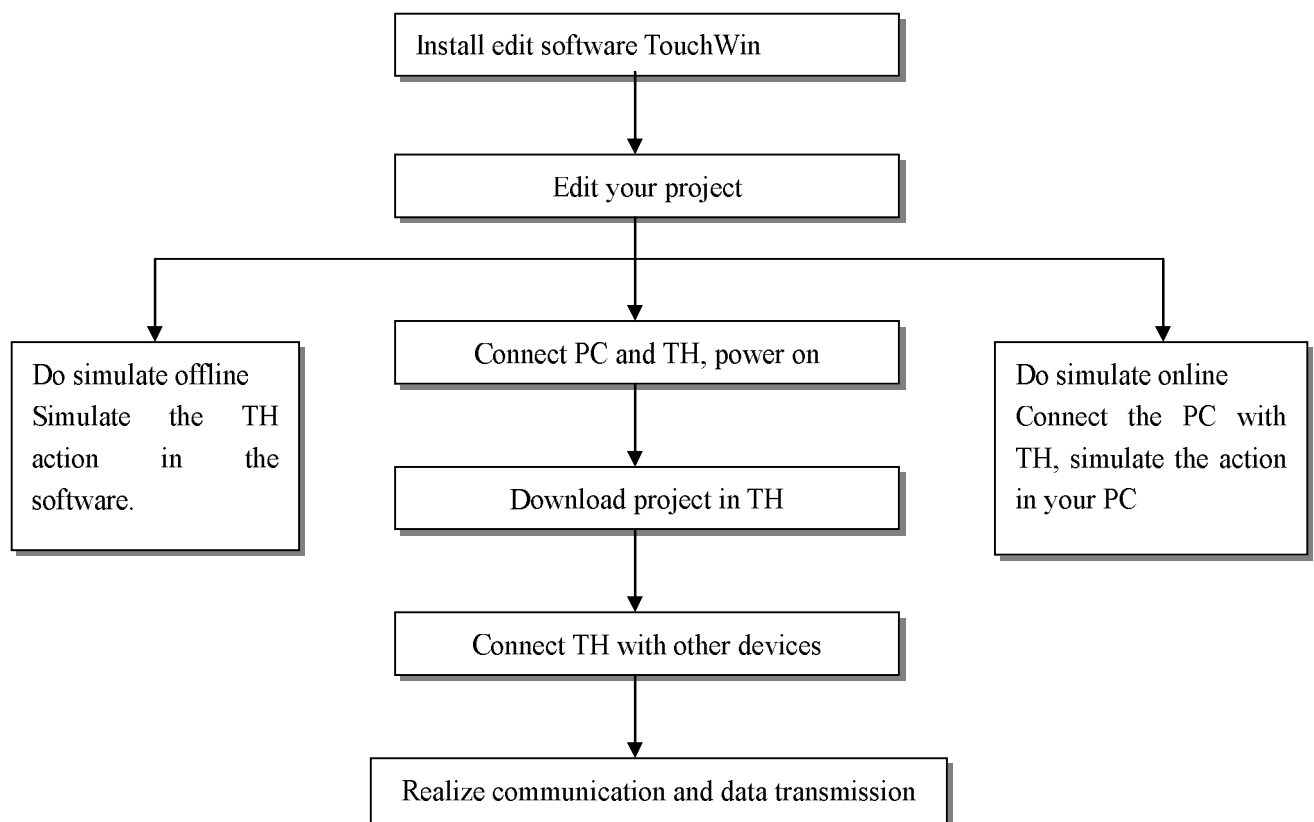 Install edit software TouchWin
Edit your project
Do simulate offline
Simulate the TH
action in the
software.
Connect PC and TH, power on
Do simulate online
Connect the PC with
TH, simulate the action
in your PC
Download project in TH
Connect TH with other devices
Realize communication and data transmission